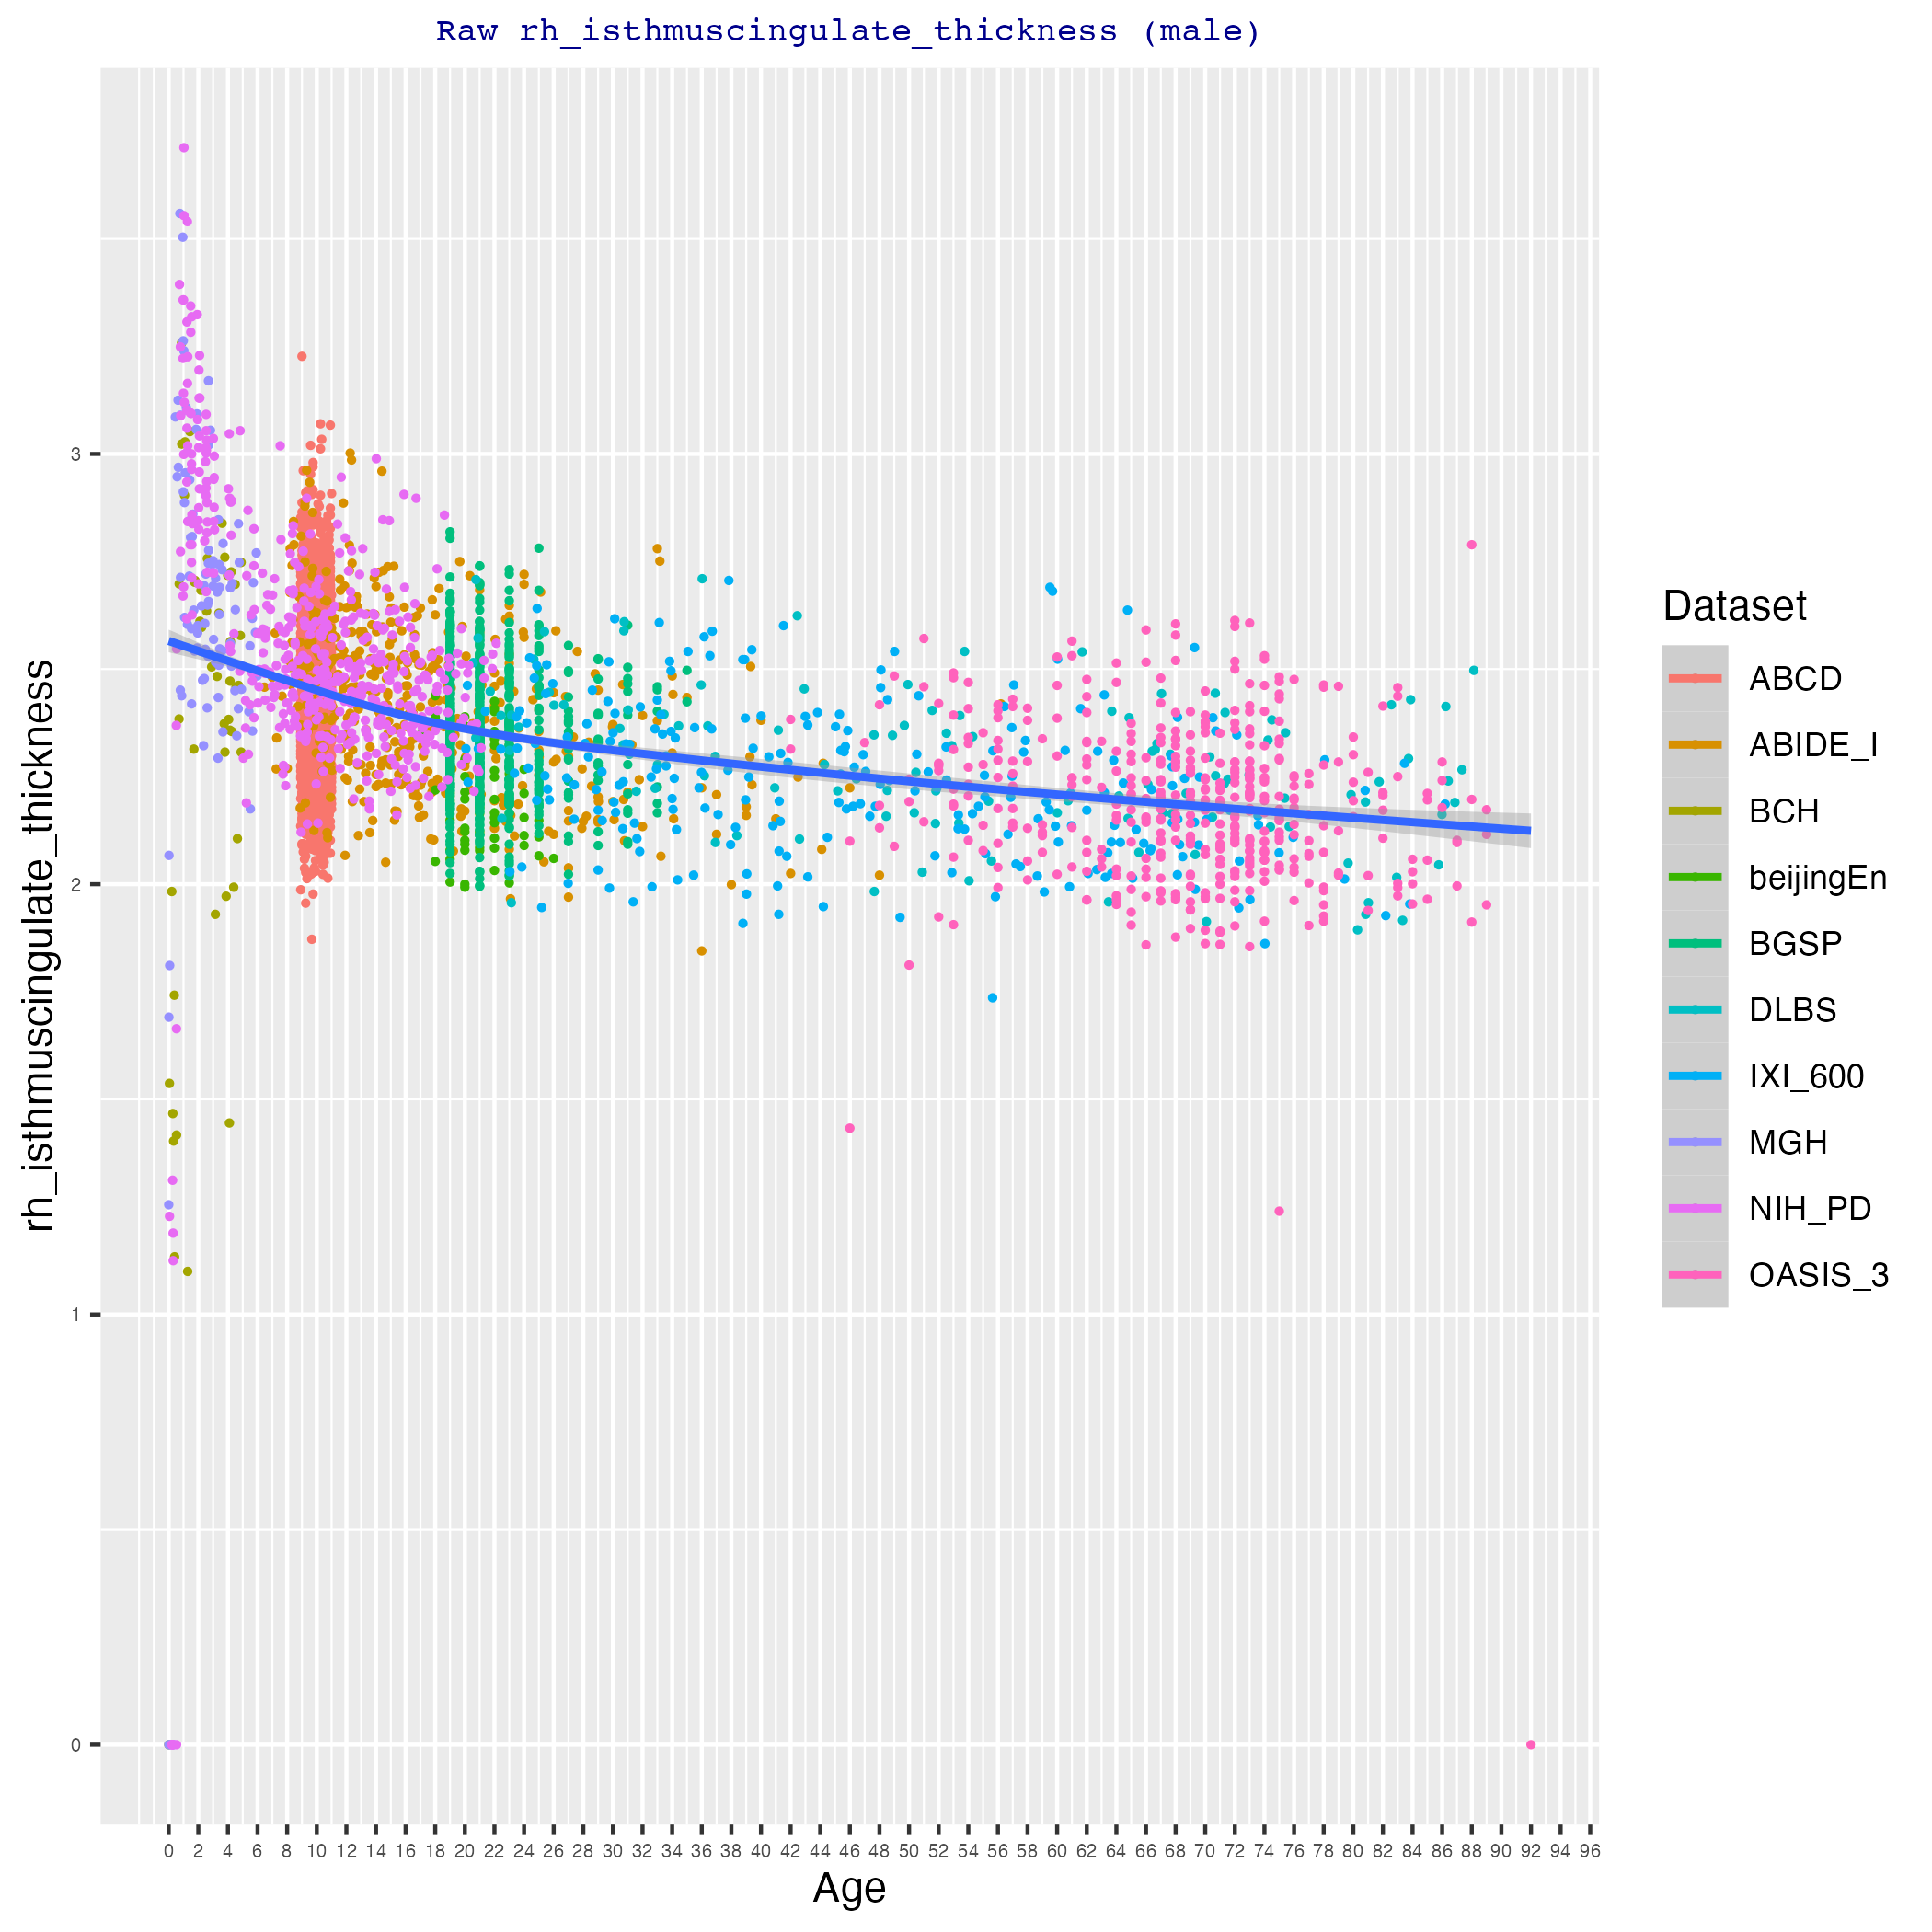 Raw rh_isthmuscingulate_thickness (male)
rh_isthmuscingulate_thickness
3
2
1
0
0 2 4 6 8 10 12 14 16 18 20 22 24 26 28 30 32 34 36 38 40 42 44 46 48 50 52 54 56 58 60 62 64 66 68 70 72 74 76 78 80 82 84 86 88 90 92 94 96
Age
Dataset
ABCD
ABIDE_I
BCH
beijingEn
BGSP
DLBS
IXI_600
MGH
NIH_PD
OASIS_3